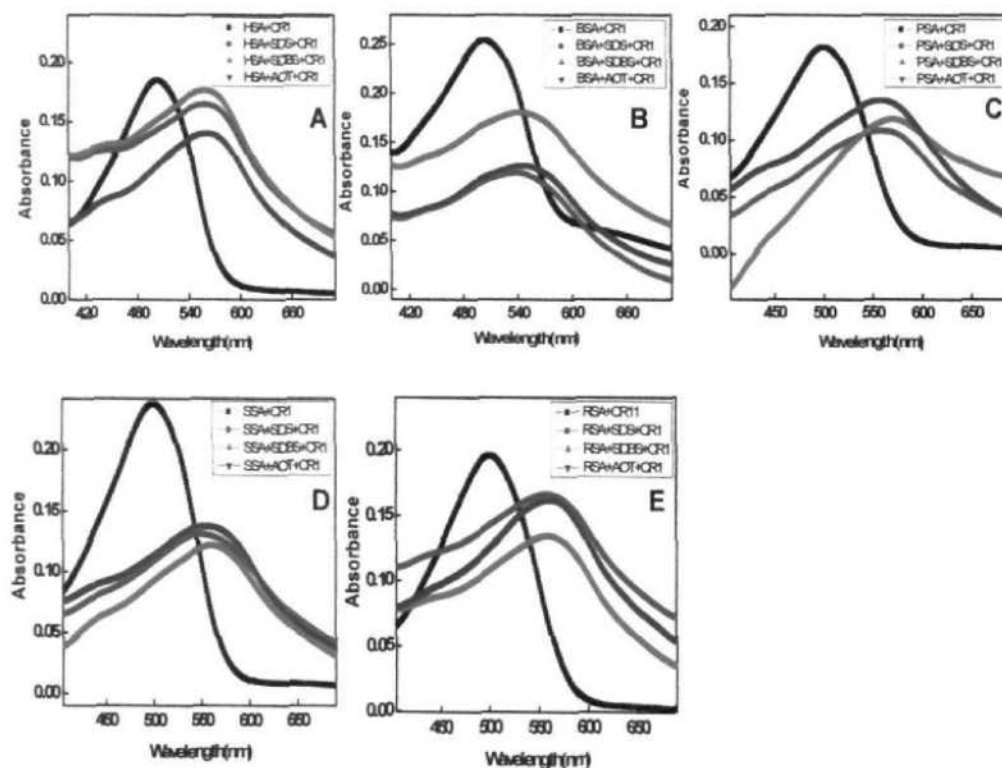 HSA+CR1
HSA+SDS+CR1
HSA+SDBS+CR1
HSA+AOT+CR1
A
0.20
0.15
0.10
0.05
0.00
Absorbance
420
480
540
600
660
Wavelength(nm)
BSA+CR1
BSA+SDS+CR1
BSA+SDBS+CR1
BSA+AOT+CR1
B
0.25
0.20
0.15
0.10
0.05
0.00
Absorbance
420
480
540
600
660
Wavelength(nm)
PSA+CR1
PSA+SDS+CR1
PSA+SDBS+CR1
PSA+AOT+CR1
C
0.20
0.15
0.10
0.05
0.00
Absorbance
450
500
550
600
650
Wavelength(nm)
SSA+CR1
SSA+SDS+CR1
SSA+SDBS+CR1
SSA+AOT+CR1
D
0.20
0.15
0.10
0.05
0.00
Absorbance
450
500
550
600
650
Wavelength(nm)
RSA+CR11
RSA+SDS+CR1
RSA+SDBS+CR1
RSA+AOT+CR1
E
0.20
0.15
0.10
0.05
0.00
Absorbance
450
500
550
600
650
Wavelength(nm)